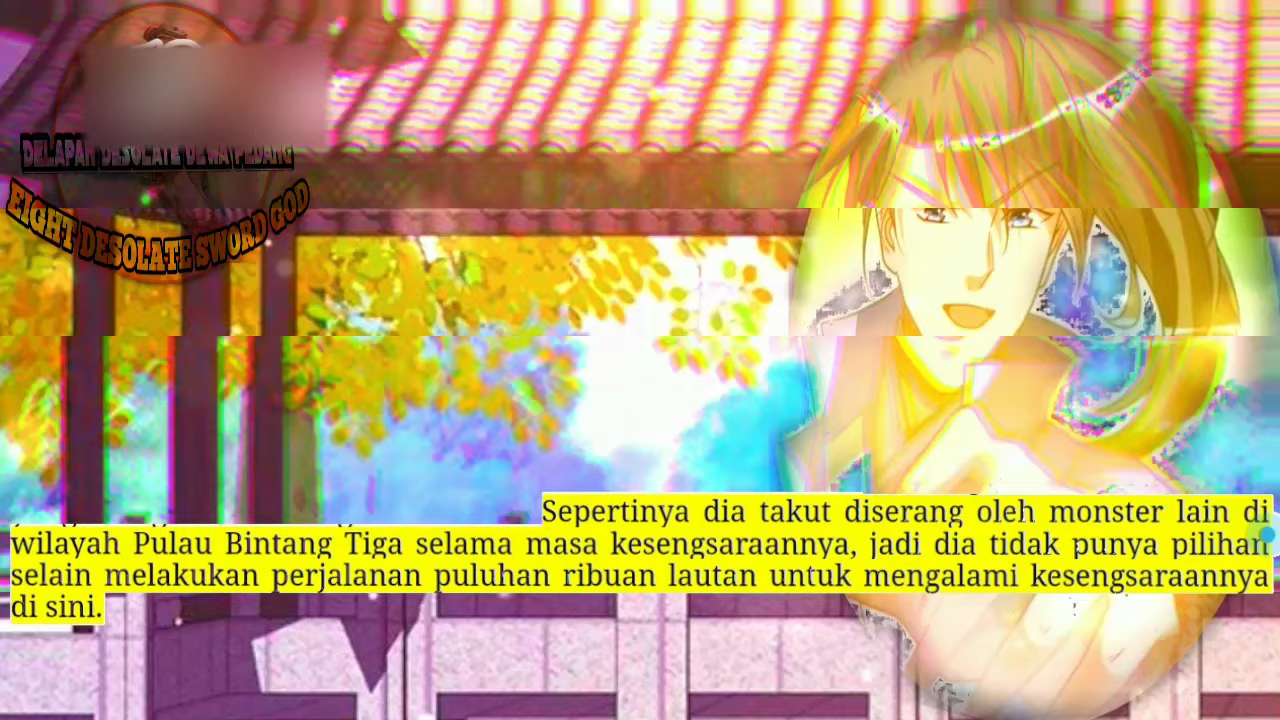 DELAPAN DESOLATE DEWA PEDANG
EIGHT DESOLATE SWORD GOD
Sepertinya dia takut diserang oleh monster lain di
wilayah Pulau Bintang Tiga selama masa kesengsaraannya, jadi dia tidak punya pilihan
selain melakukan perjalanan puluhan ribuan lautan untuk mengalami kesengsaraannya
di sini.